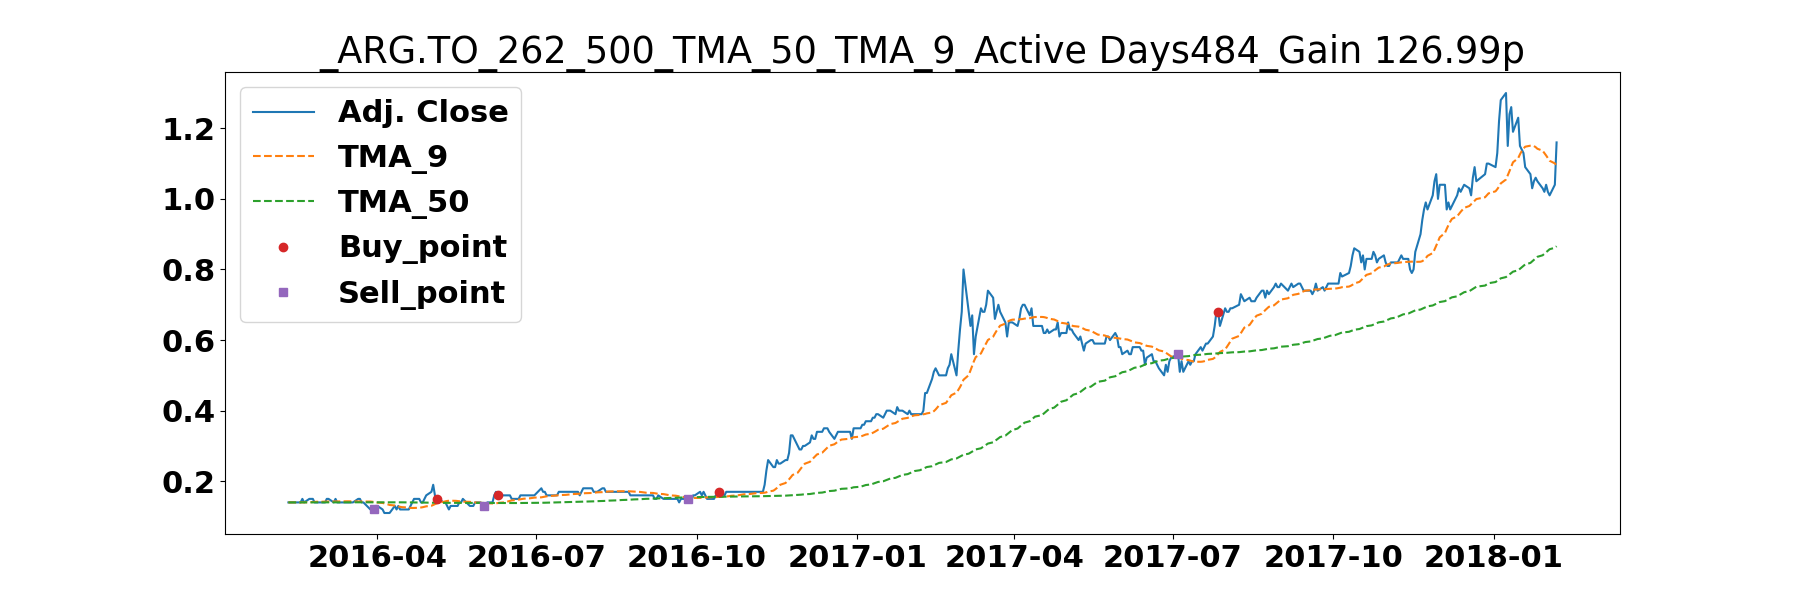 _ARG.TO_262_500_TMA_50_TMA_9_Active Days484_Gain 126.99p
Adj. Close
TMA_9
TMA_50
Buy_point
Sell_point
1.2
1.0
0.8
0.6
0.4
0.2
2016-04 2016-07 2016-10 2017-01 2017-04 2017-07 2017-10 2018-01